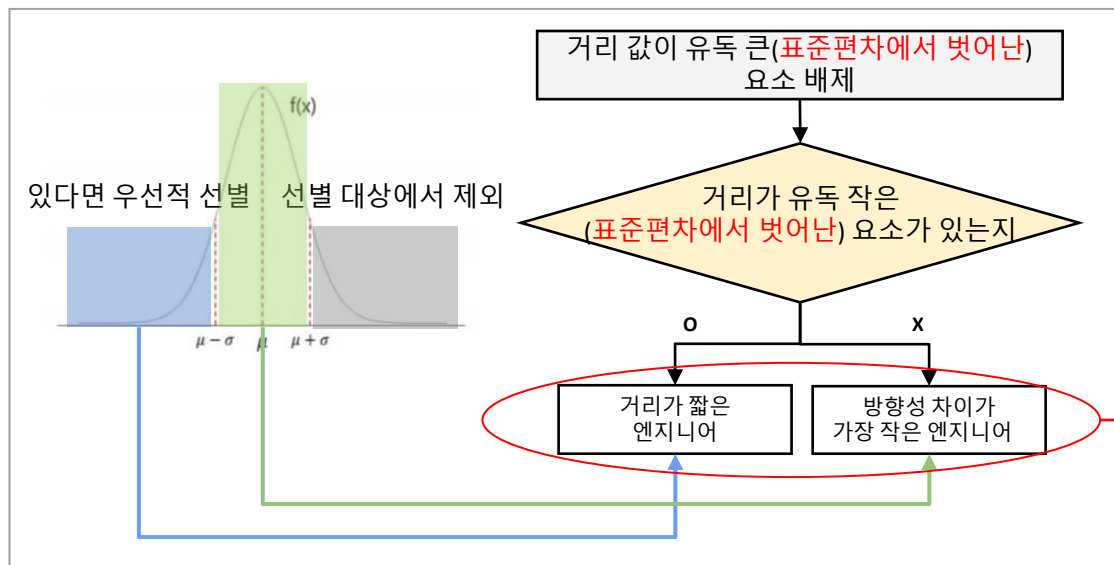 거리 값이 유독 큰(표준편차에서 벗어난)
요소 배제
f(x)
있다면 우선적 선별
선별 대상에서 제외
거리가 유독 작은
(표준편차에서 벗어난) 요소가 있는지
μ − σ
μ
μ + σ
O
X
거리가 짧은
엔지니어
방향성 차이가
가장 작은 엔지니어